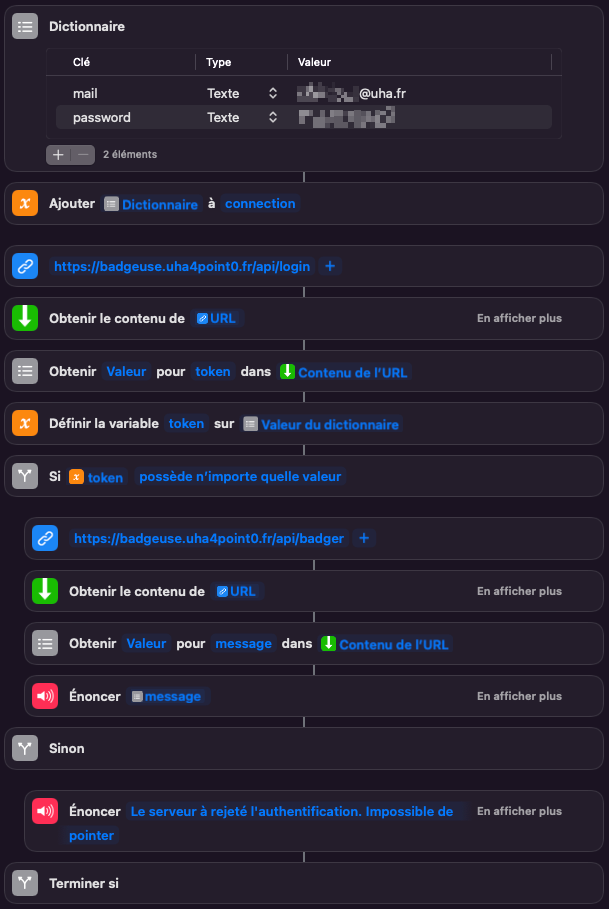 Dictionnaire
Clé Type Valeur
mail Texte @uha.fr
password Texte
+ − 2 éléments
Ajouter Dictionnaire à connection
https://badgeuse.uha4point0.fr/api/login +
Obtenir le contenu de URL En afficher plus
Obtenir Valeur pour token dans Contenu de l'URL
Définir la variable token sur Valeur du dictionnaire
Si token possède n'importe quelle valeur
https://badgeuse.uha4point0.fr/api/badger +
Obtenir le contenu de URL En afficher plus
Obtenir Valeur pour message dans Contenu de l'URL
Énoncer message En afficher plus
Sinon
Énoncer Le serveur à rejeté l'authentification. Impossible de En afficher plus
pointer
Terminer si